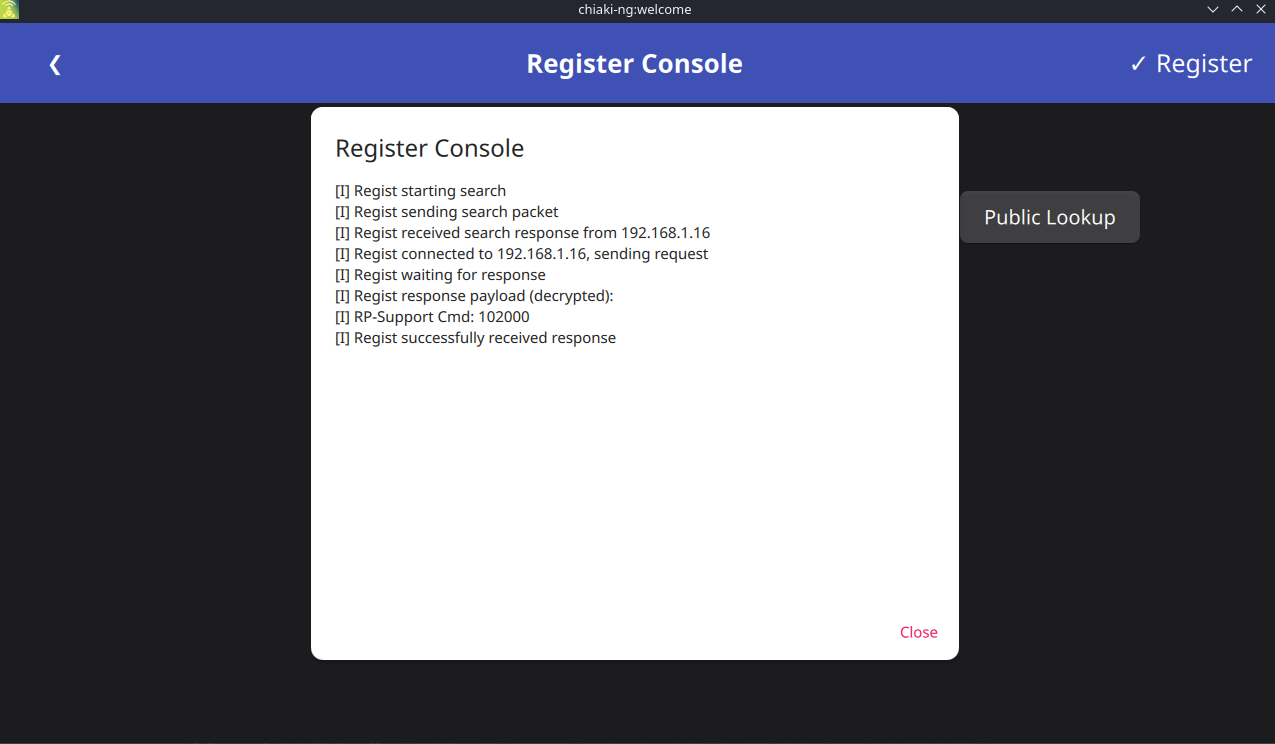 chiaki-ng:welcome
❮
Register Console
✓ Register
Register Console
[I] Regist starting search
[I] Regist sending search packet
[I] Regist received search response from 192.168.1.16
[I] Regist connected to 192.168.1.16, sending request
[I] Regist waiting for response
[I] Regist response payload (decrypted):
[I] RP-Support Cmd: 102000
[I] Regist successfully received response
Public Lookup
Close